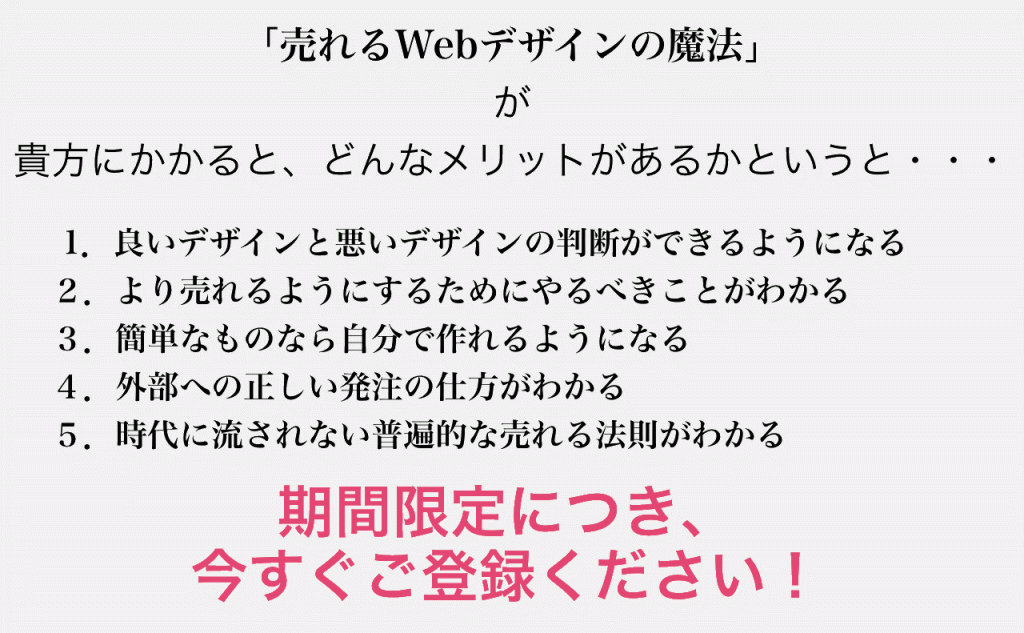 「売れるWebデザインの魔法」
が
貴方にかかると、どんなメリットがあるかというと・・・
1. 良いデザインと悪いデザインの判断ができるようになる
２．より売れるようにするためにやるべきことがわかる
３．簡単なものなら自分で作れるようになる
４．外部への正しい発注の仕方がわかる
５．時代に流されない普遍的な売れる法則がわかる
期間限定につき、
今すぐご登録ください！